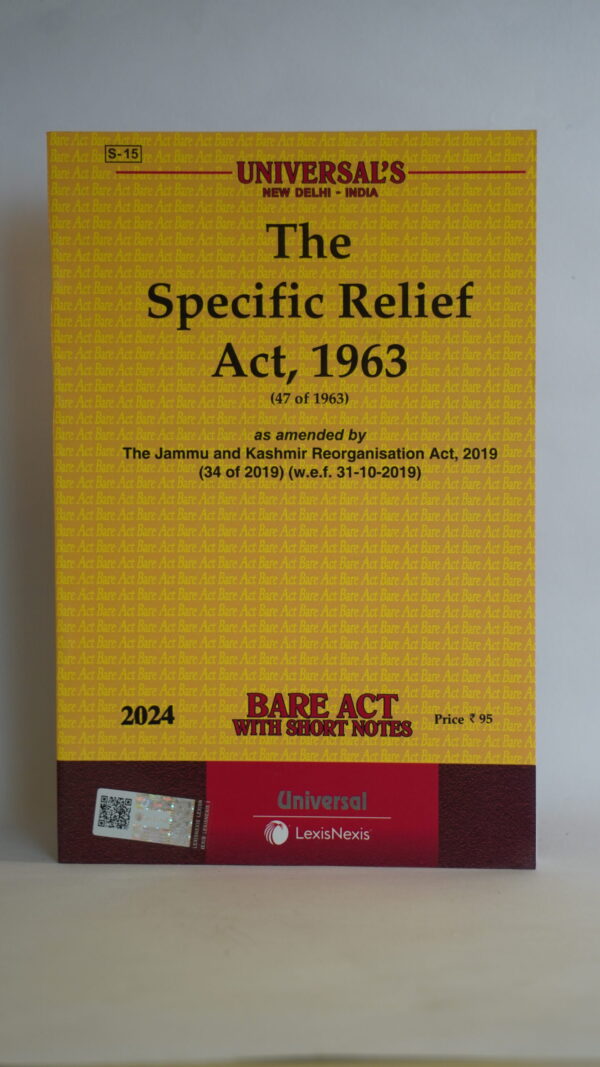 S-15
UNIVERSAL'S
NEW DELHI - INDIA
The
Specific Relief
Act, 1963
(47 of 1963)
as amended by
The Jammu and Kashmir Reorganisation Act, 2019
(34 of 2019) (w.e.f. 31-10-2019)
2024
BARE ACT
WITH SHORT NOTES
Price ₹ 95
Universal
LexisNexis